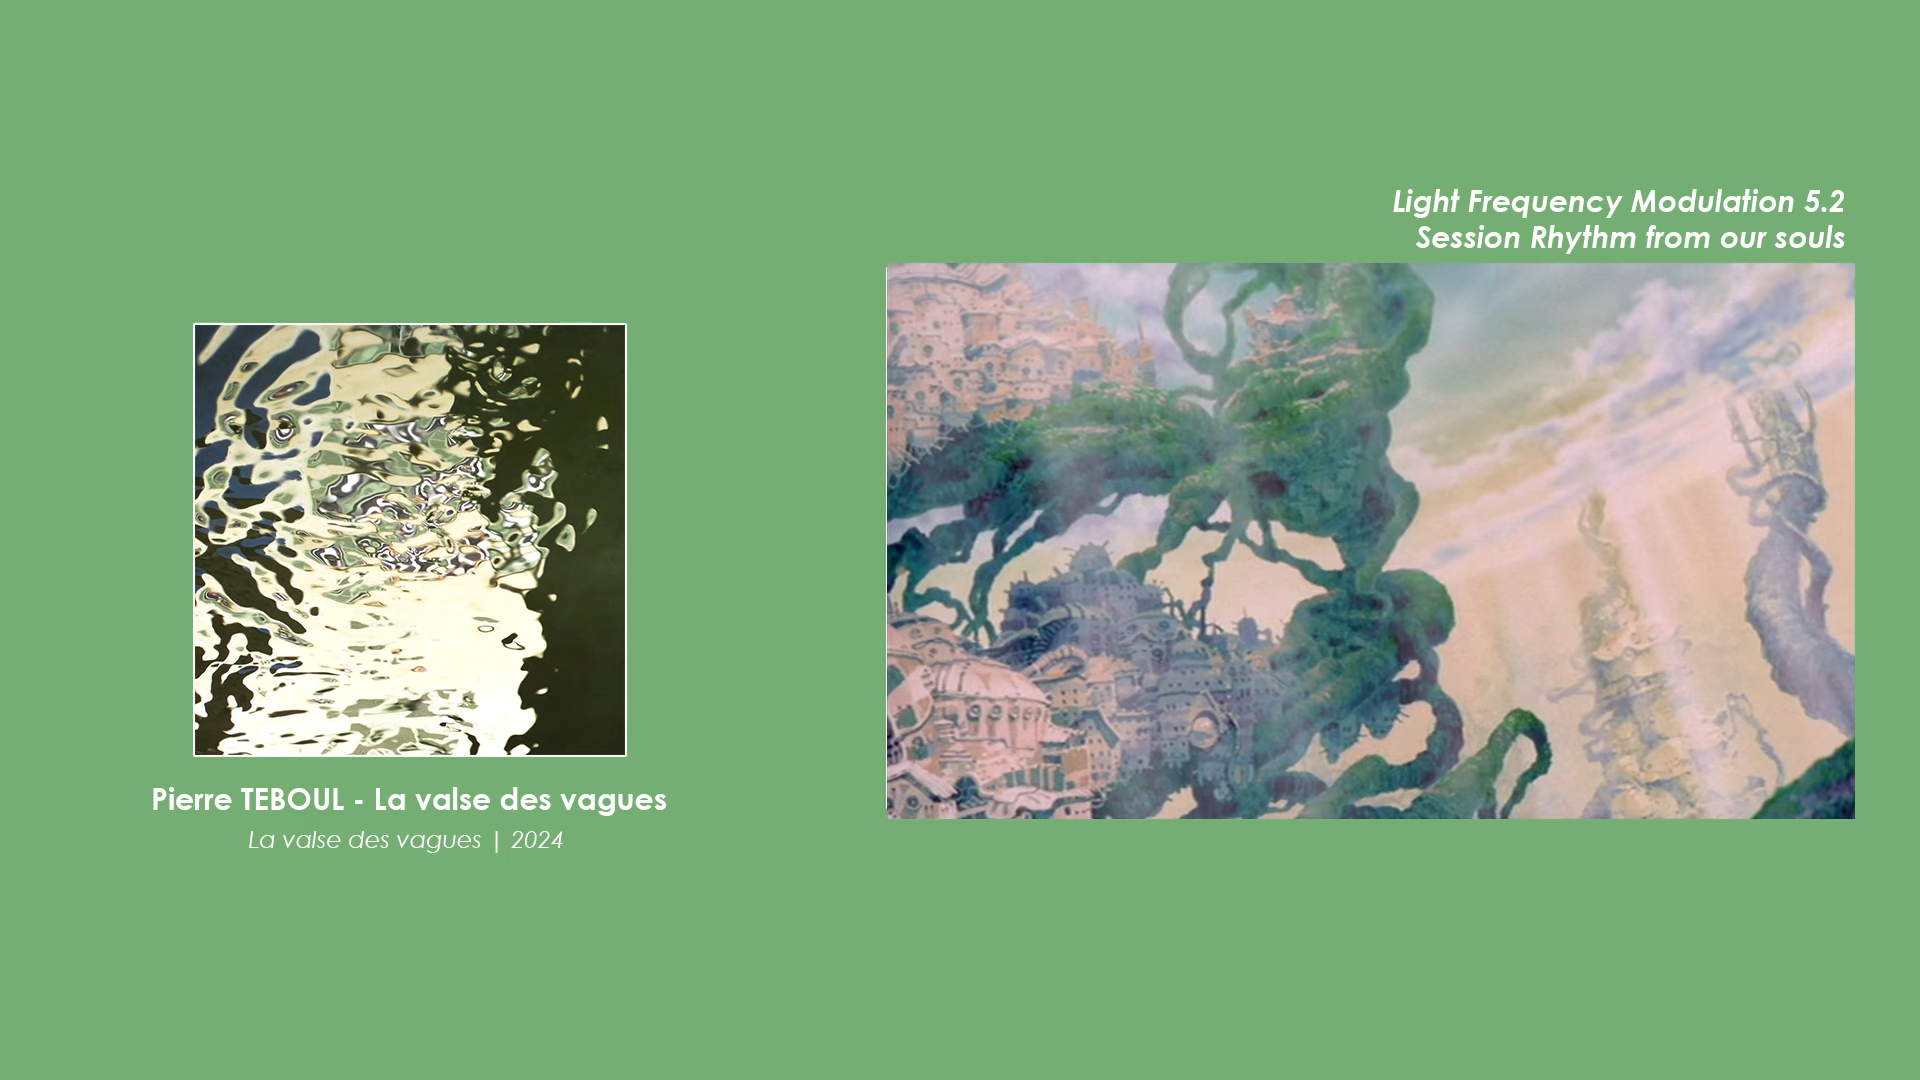 Light Frequency Modulation 5.2
Session Rhythm from our souls
Pierre TEBOUL - La valse des vagues
La valse des vagues | 2024